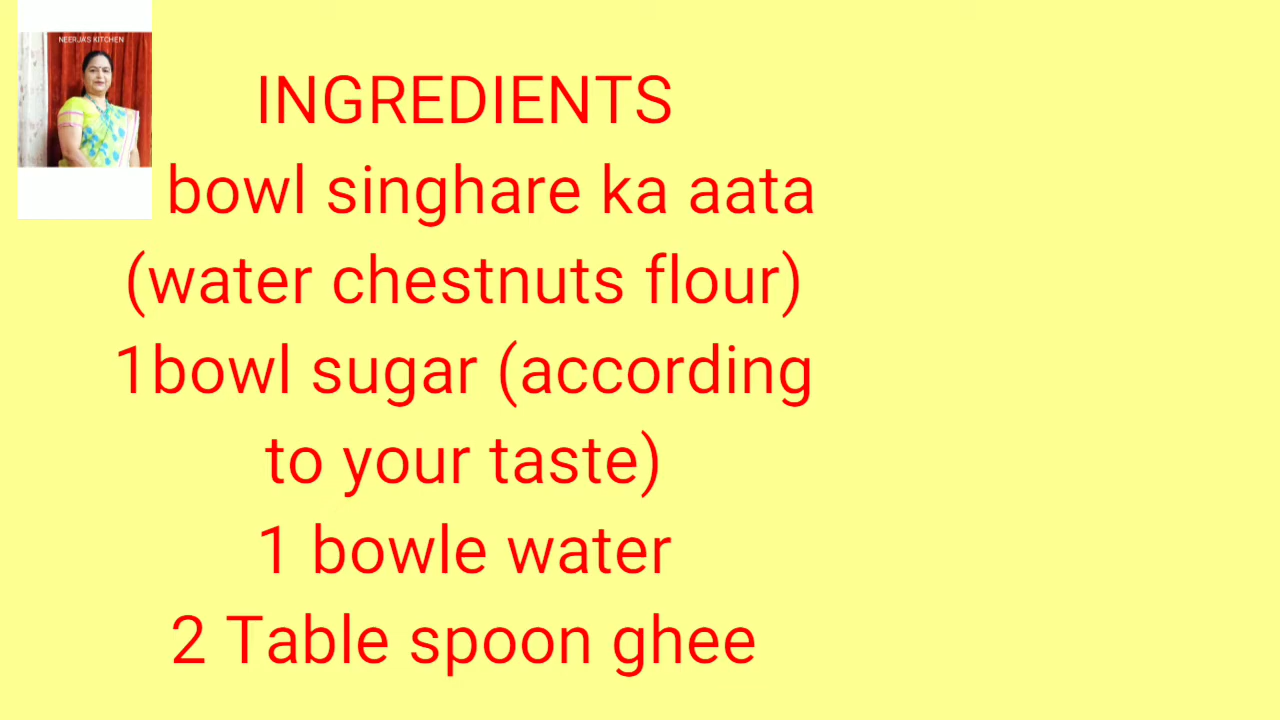 NEERJA'S KITCHEN
INGREDIENTS
bowl singhare ka aata
(water chestnuts flour)
1bowl sugar (according
to your taste)
1 bowle water
2 Table spoon ghee